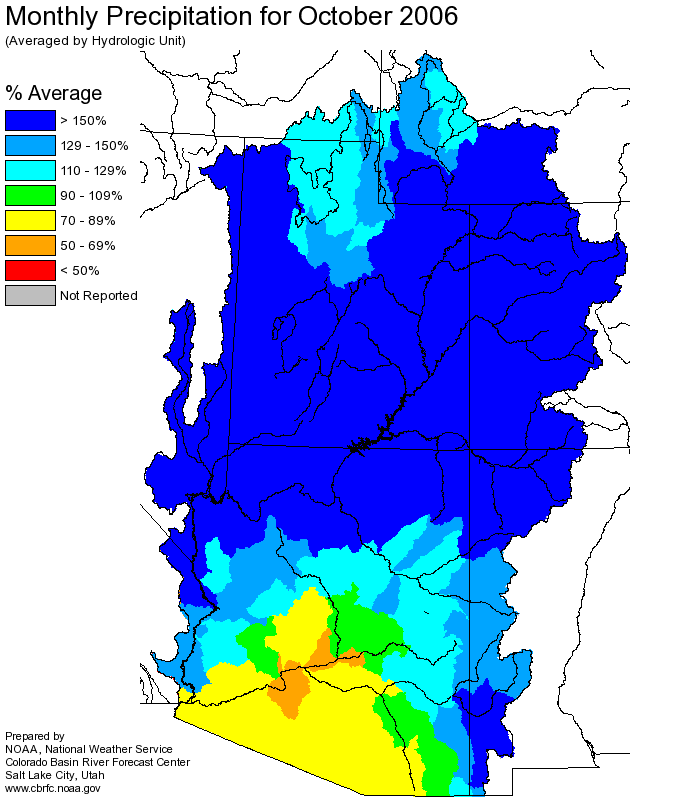 Monthly Precipitation for October 2006
(Averaged by Hydrologic Unit)
% Average
> 150%
129 - 150%
110 - 129%
90 - 109%
70 - 89%
50 - 69%
< 50%
Not Reported
Prepared by
NOAA, National Weather Service
Colorado Basin River Forecast Center
Salt Lake City, Utah
www.cbrfc.noaa.gov